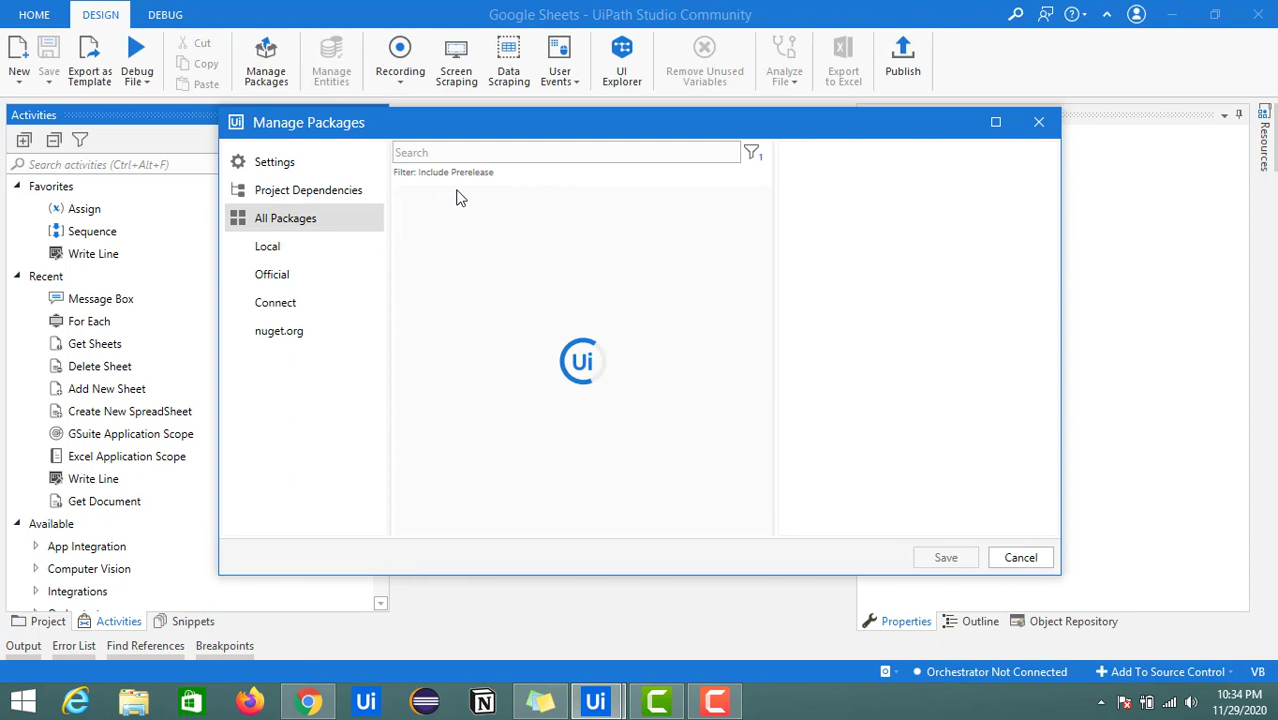 HOME DESIGN DEBUG Google Sheets - UiPath Studio Community
New Save Export as Template Debug File Cut Copy Paste Manage Packages Manage Entities Recording Screen Scraping Data Scraping User Events UI Explorer Remove Unused Variables Analyze File Export to Excel Publish
Activities
Search activities (Ctrl+Alt+F)
Favorites
(x) Assign
Sequence
Write Line
Recent
Message Box
For Each
Get Sheets
Delete Sheet
Add New Sheet
Create New SpreadSheet
GSuite Application Scope
Excel Application Scope
Write Line
Get Document
Available
App Integration
Computer Vision
Integrations
Ui Manage Packages
Settings
Project Dependencies
All Packages
Local
Official
Connect
nuget.org
Search
1
Filter: Include Prerelease
Ui
Save Cancel
Resources
Project Activities Snippets
Properties Outline Object Repository
Output Error List Find References Breakpoints
Orchestrator Not Connected Add To Source Control VB
Ui Ui
10:34 PM
11/29/2020